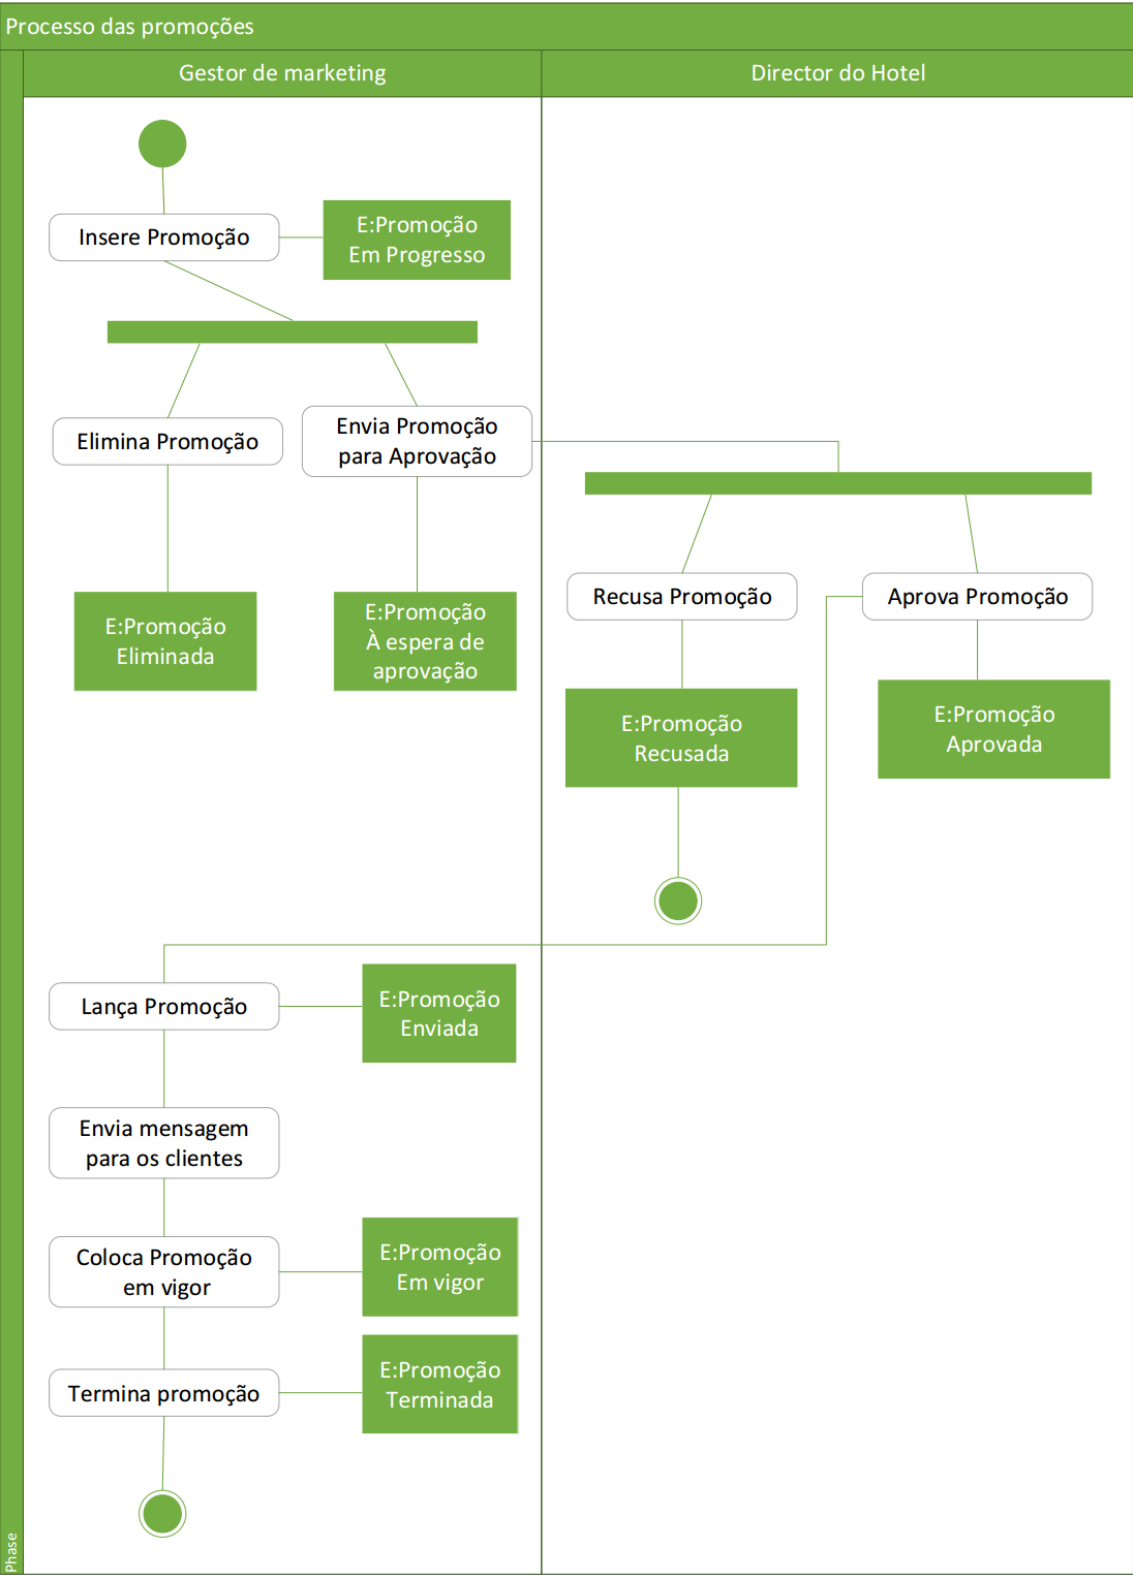 Processo das promoções
Gestor de marketing
Director do Hotel
Insere Promoção
E:Promoção
Em Progresso
Elimina Promoção
Envia Promoção
para Aprovação
E:Promoção
Eliminada
E:Promoção
À espera de
aprovação
Recusa Promoção
Aprova Promoção
E:Promoção
Recusada
E:Promoção
Aprovada
Lança Promoção
E:Promoção
Enviada
Envia mensagem
para os clientes
Coloca Promoção
em vigor
E:Promoção
Em vigor
Termina promoção
E:Promoção
Terminada
Phase